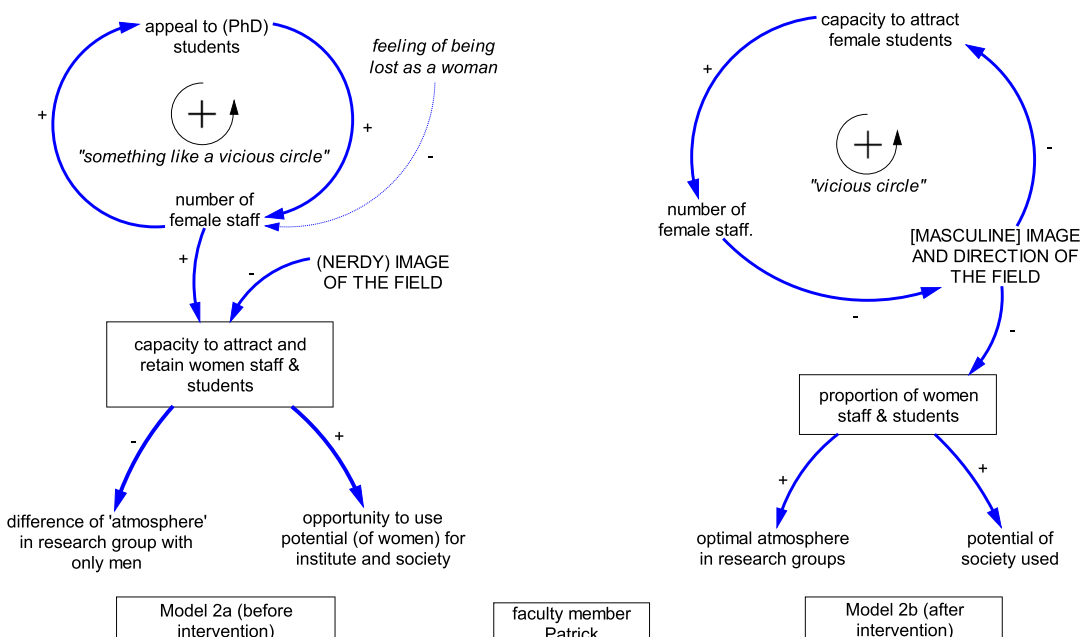 appeal to (PhD)
students
feeling of being
lost as a woman
+
+
+
-
"something like a vicious circle"
number of
female staff
+
-
(NERDY) IMAGE
OF THE FIELD
capacity to attract and
retain women staff &
students
-
+
difference of 'atmosphere'
in research group with
only men
opportunity to use
potential (of women) for
institute and society
Model 2a (before
intervention)
faculty member
Patrick
capacity to attract
female students
+
+
-
"vicious circle"
number of
female staff.
[MASCULINE] IMAGE
AND DIRECTION OF
THE FIELD
-
-
proportion of women
staff & students
+
+
optimal atmosphere
in research groups
potential of
society used
Model 2b (after
intervention)